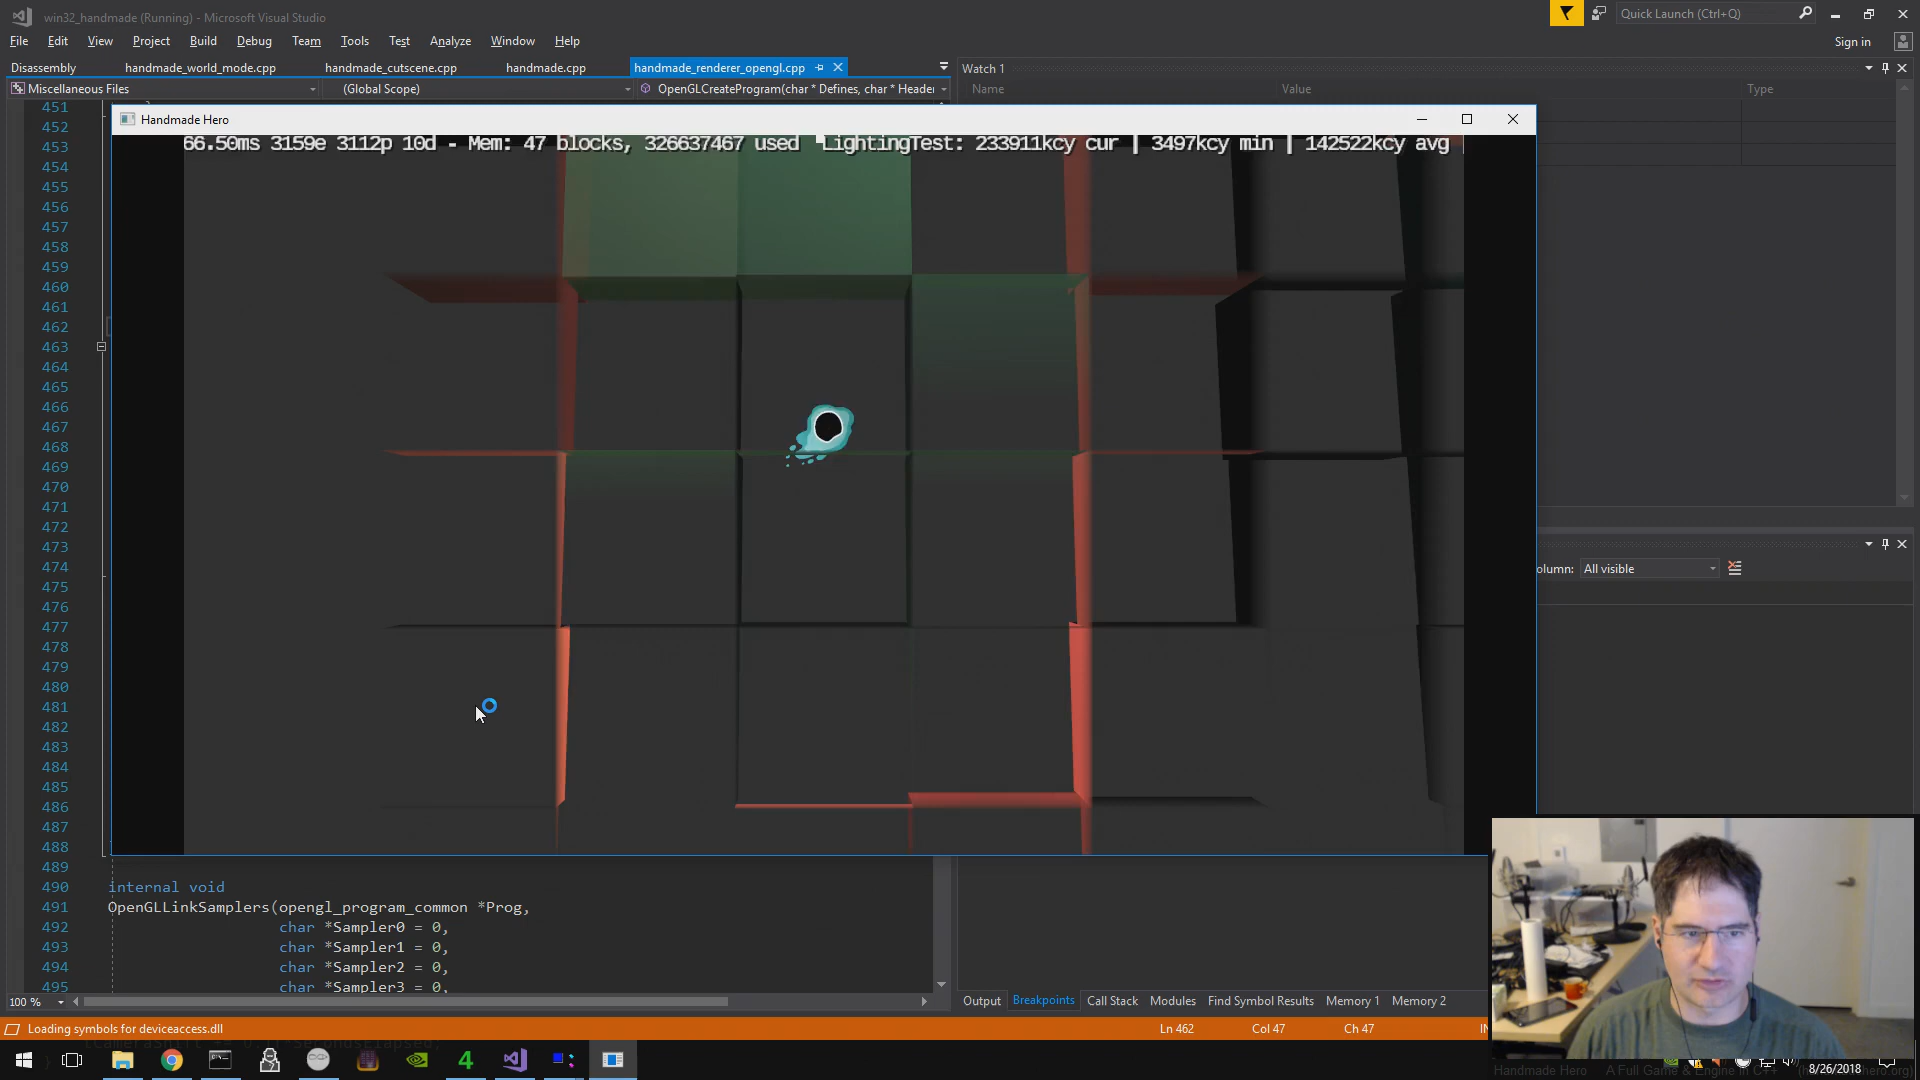 win32_handmade (Running) - Microsoft Visual Studio
Quick Launch (Ctrl+Q)
File Edit View Project Build Debug Team Tools Test Analyze Window Help
Sign in
Disassembly handmade_world_mode.cpp handmade_cutscene.cpp handmade.cpp handmade_renderer_opengl.cpp
Watch 1
Miscellaneous Files (Global Scope) OpenGLCreateProgram(char * Defines, char * Header
Name Value Type
451
Handmade Hero
452
453
66.50ms 3159e 3112p 10d - Mem: 47 blocks, 326637467 used LightingTest: 233911kcy cur | 3497kcy min | 142522kcy avg
454
455
456
457
458
459
460
461
462
463
464
465
466
467
468
469
470
471
472
473
474
475
476
477
478
479
480
481
482
483
484
485
486
487
488
489
olumn: All visible
490 internal void
491 OpenGLLinkSamplers(opengl_program_common *Prog,
492 char *Sampler0 = 0,
493 char *Sampler1 = 0,
494 char *Sampler2 = 0,
495 char *Sampler3 = 0,
100 %
Output Breakpoints Call Stack Modules Find Symbol Results Memory 1 Memory 2
Loading symbols for deviceaccess.dll
Ln 462 Col 47 Ch 47 IN
4
8/26/2018
Handmade Hero A Full Game & Engine in C++